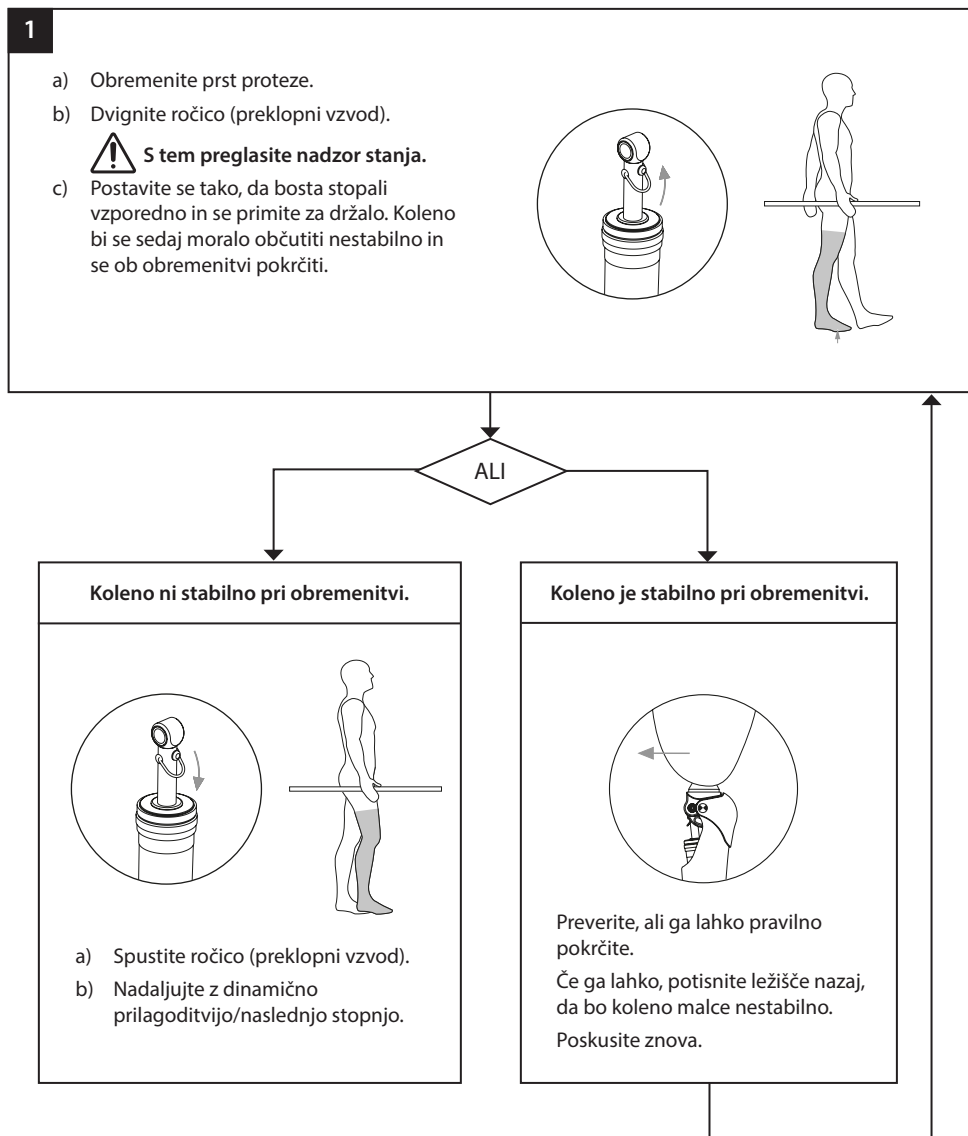 1
a) Obremenite prst proteze.
b) Dvignite ročico (preklopni vzvod).
S tem preglasite nadzor stanja.
c) Postavite se tako, da bosta stopali
vzporedno in se primite za držalo. Koleno
bi se sedaj moralo občutiti nestabilno in
se ob obremenitvi pokrčiti.
ALI
Koleno ni stabilno pri obremenitvi.
a) Spustite ročico (preklopni vzvod).
b) Nadaljujte z dinamično
prilagoditvijo/naslednjo stopnjo.
Koleno je stabilno pri obremenitvi.
Preverite, ali ga lahko pravilno
pokrčite.
Če ga lahko, potisnite ležišče nazaj,
da bo koleno malce nestabilno.
Poskusite znova.